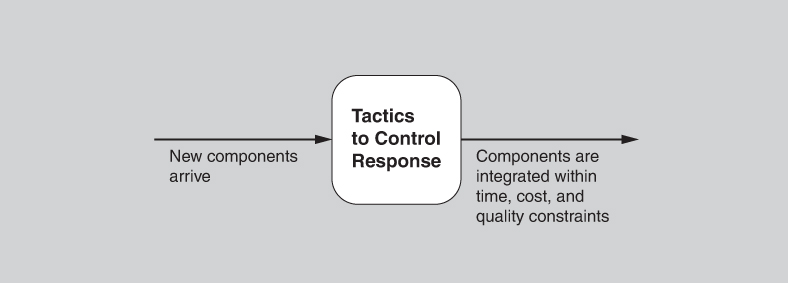 New components
arrive
Tactics
to Control
Response
Components are
integrated within
time, cost, and
quality constraints